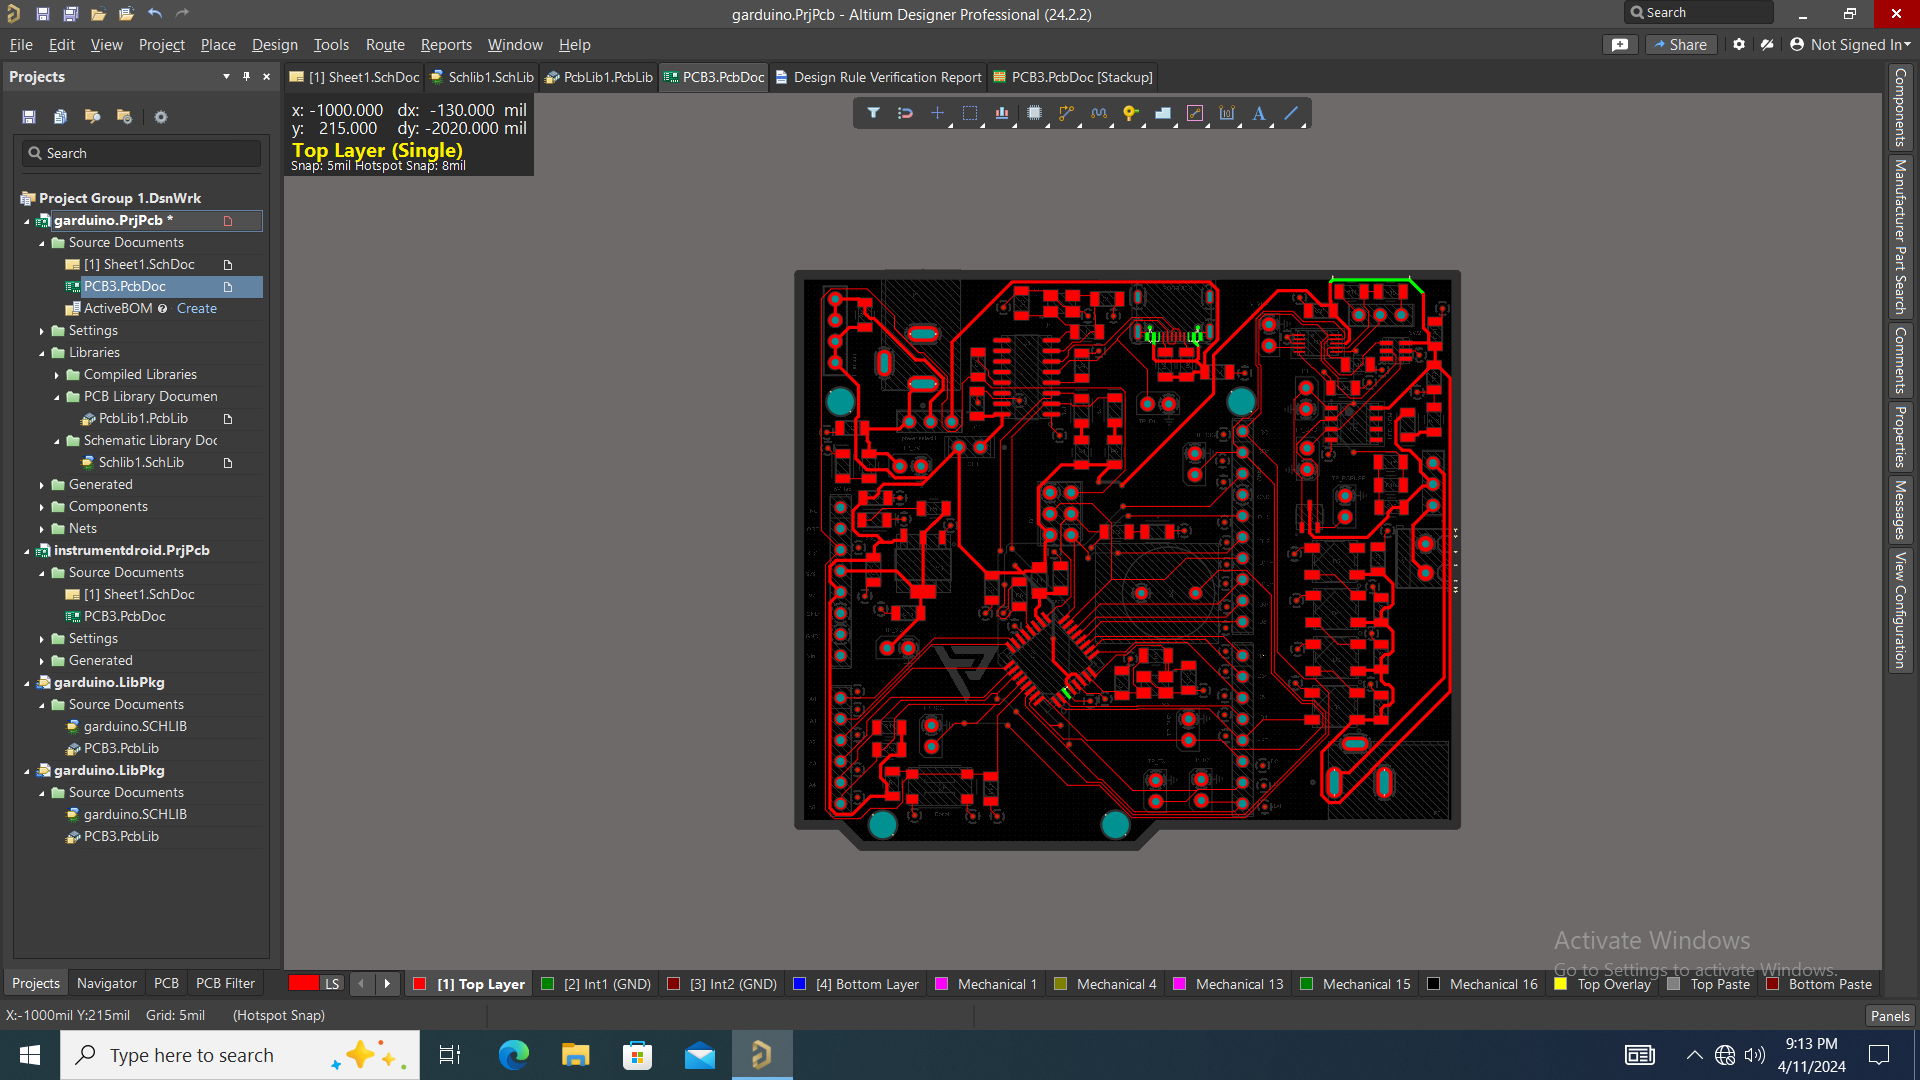 garduino.PrjPcb - Altium Designer Professional (24.2.2)
Search
File Edit View Project Place Design Tools Route Reports Window Help
Share
Not Signed In
Projects
[1] Sheet1.SchDoc
Schlib1.SchLib
PcbLib1.PcbLib
PCB3.PcbDoc
Design Rule Verification Report
PCB3.PcbDoc [Stackup]
x: -1000.000 dx: -130.000 mil
y: 215.000 dy: -2020.000 mil
Top Layer (Single)
Snap: 5mil Hotspot Snap: 8mil
Search
Project Group 1.DsnWrk
garduino.PrjPcb *
Source Documents
[1] Sheet1.SchDoc
PCB3.PcbDoc
ActiveBOM Create
Settings
Libraries
Compiled Libraries
PCB Library Documen
PcbLib1.PcbLib
Schematic Library Doc
Schlib1.SchLib
Generated
Components
Nets
instrumentdroid.PrjPcb
Source Documents
[1] Sheet1.SchDoc
PCB3.PcbDoc
Settings
Generated
garduino.LibPkg
Source Documents
garduino.SCHLIB
PCB3.PcbLib
garduino.LibPkg
Source Documents
garduino.SCHLIB
PCB3.PcbLib
Components
Manufacturer Part Search
Comments
Properties
Messages
View Configuration
Activate Windows
Go to Settings to activate Windows.
Projects Navigator PCB PCB Filter
LS
[1] Top Layer
[2] Int1 (GND)
[3] Int2 (GND)
[4] Bottom Layer
Mechanical 1
Mechanical 4
Mechanical 13
Mechanical 15
Mechanical 16
Top Overlay
Top Paste
Bottom Paste
X:-1000mil Y:215mil Grid: 5mil (Hotspot Snap)
Panels
Type here to search
9:13 PM
4/11/2024